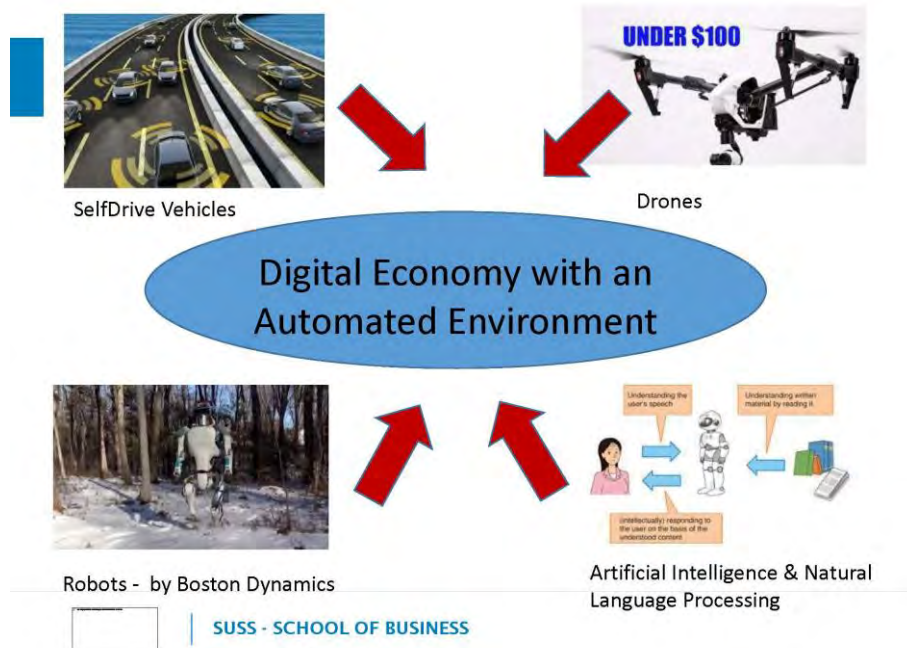 UNDER $100
SelfDrive Vehicles
Drones
Digital Economy with an
Automated Environment
Understanding the
user's speech
Understanding written
material by reading it
(intellectually) responding to
the user on the basis of the
understood content
Robots - by Boston Dynamics
Artificial Intelligence & Natural
Language Processing
SUSS - SCHOOL OF BUSINESS